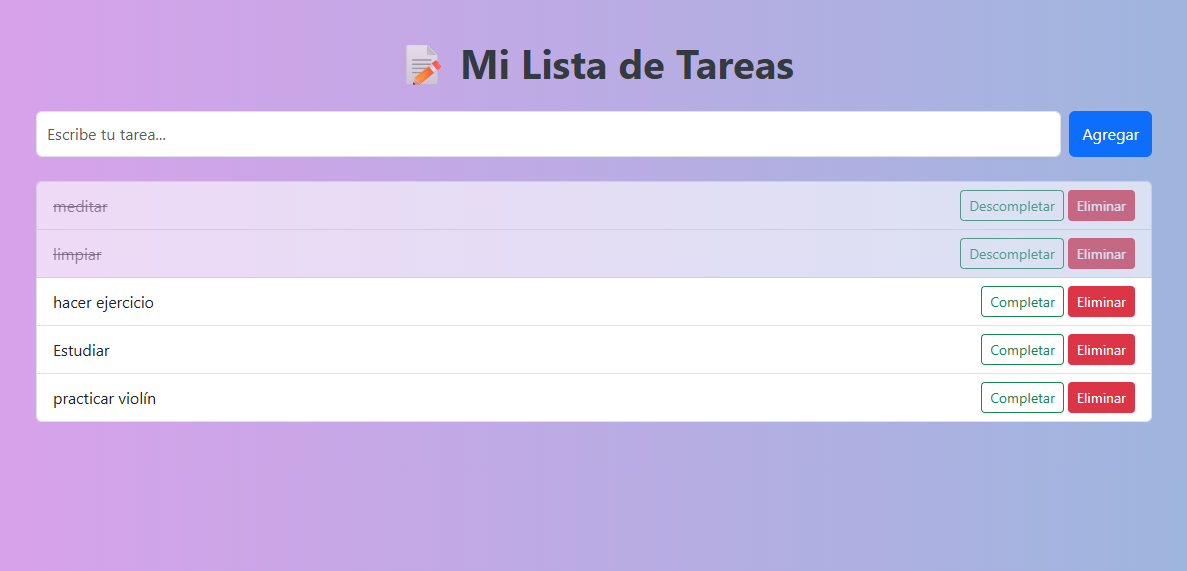 Mi Lista de Tareas
Escribe tu tarea...
Agregar
meditar Descompletar Eliminar
limpiar Descompletar Eliminar
hacer ejercicio Completar Eliminar
Estudiar Completar Eliminar
practicar violín Completar Eliminar